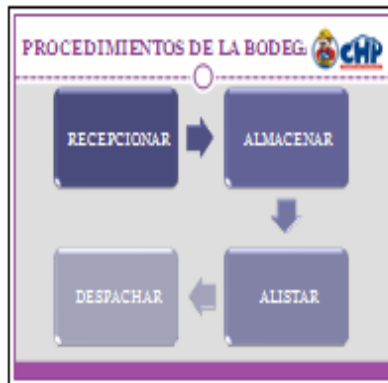 PROCEDIMIENTOS DE LA BODEG
CHP
RECEPCIONAR
ALMACENAR
DESPACHAR
ALISTAR